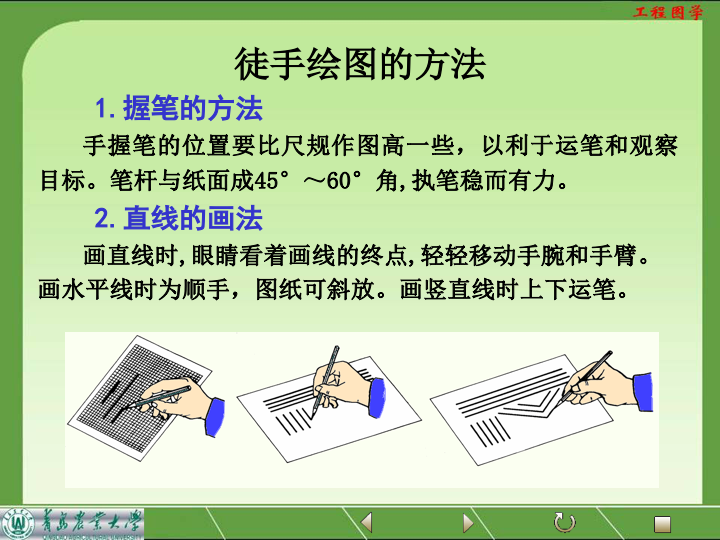 工程图学
徒手绘图的方法
1.握笔的方法
手握笔的位置要比尺规作图高一些，以利于运笔和观察
目标。笔杆与纸面成45°～60°角,执笔稳而有力。
2.直线的画法
画直线时,眼睛看着画线的终点,轻轻移动手腕和手臂。
画水平线时为顺手，图纸可斜放。画竖直线时上下运笔。
青岛农业大学